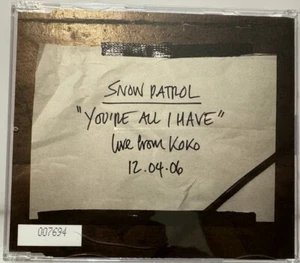 SNOW PATROL
"YOU'RE ALL I HAVE"
Live from KOKO
12.04.06
007694